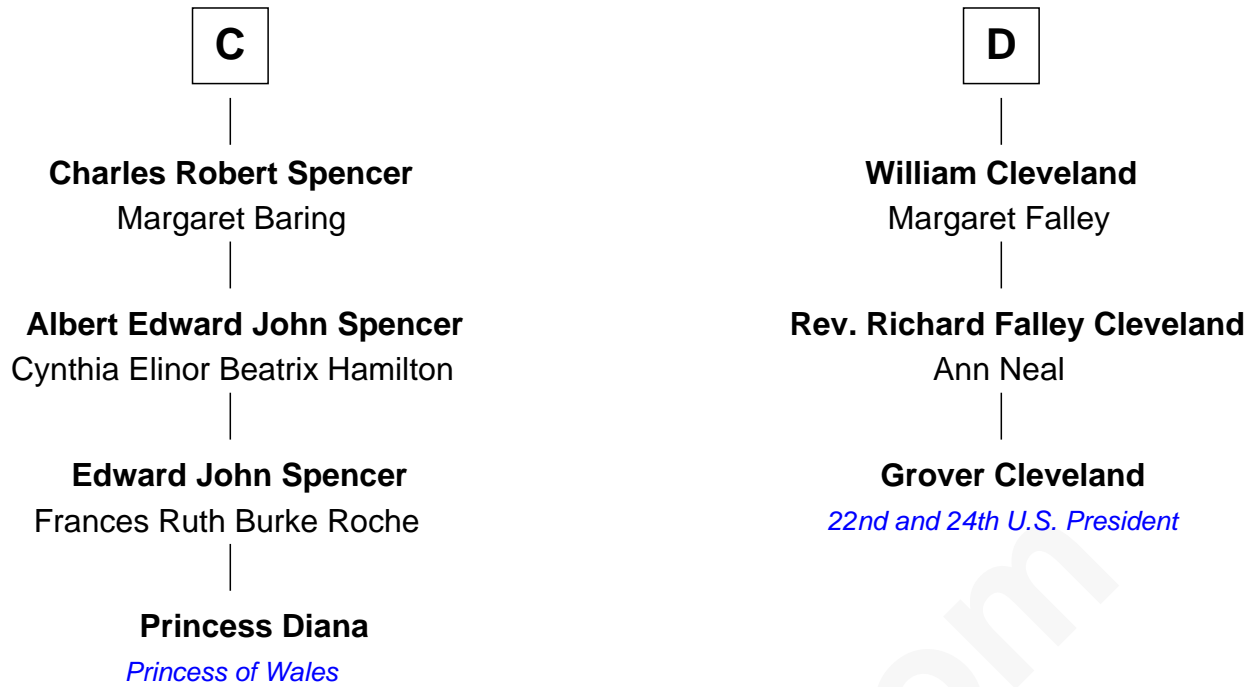 C
Charles Robert Spencer
Margaret Baring
Albert Edward John Spencer
Cynthia Elinor Beatrix Hamilton
Edward John Spencer
Frances Ruth Burke Roche
Princess Diana
Princess of Wales
D
William Cleveland
Margaret Falley
Rev. Richard Falley Cleveland
Ann Neal
Grover Cleveland
22nd and 24th U.S. President
om